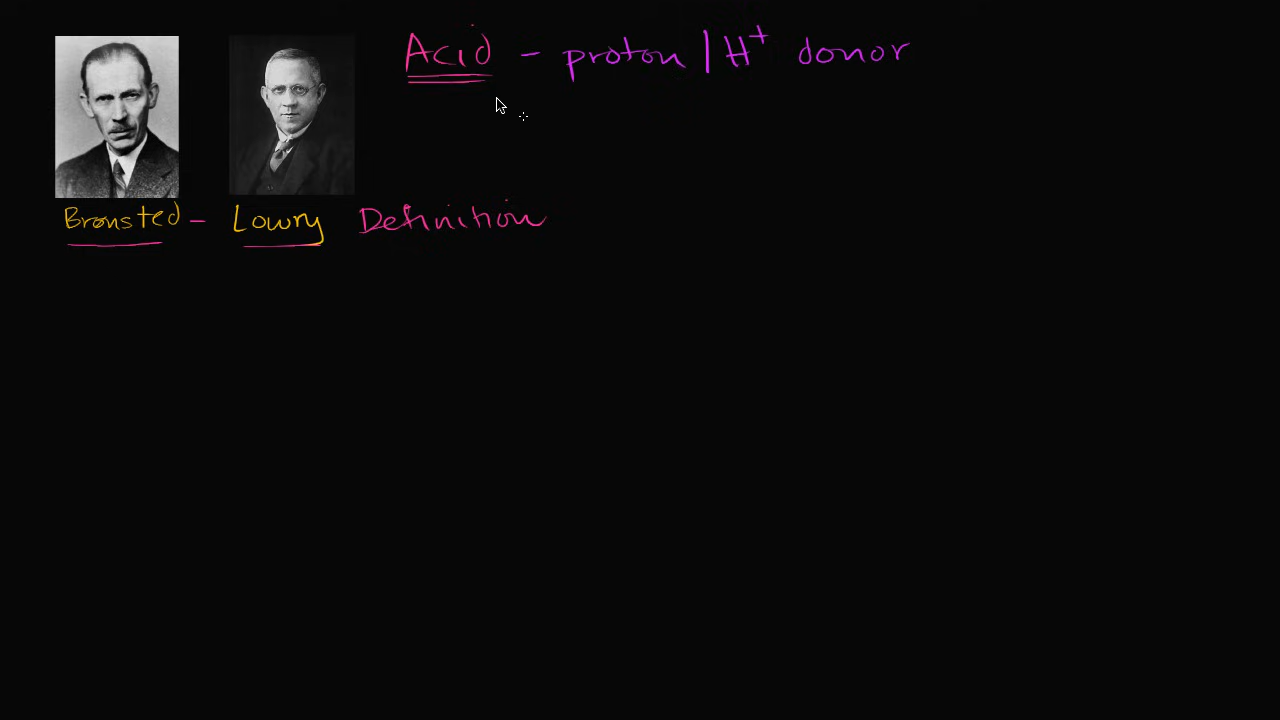 Acid - proton | H⁺ donor
Bronsted - Lowry Definition